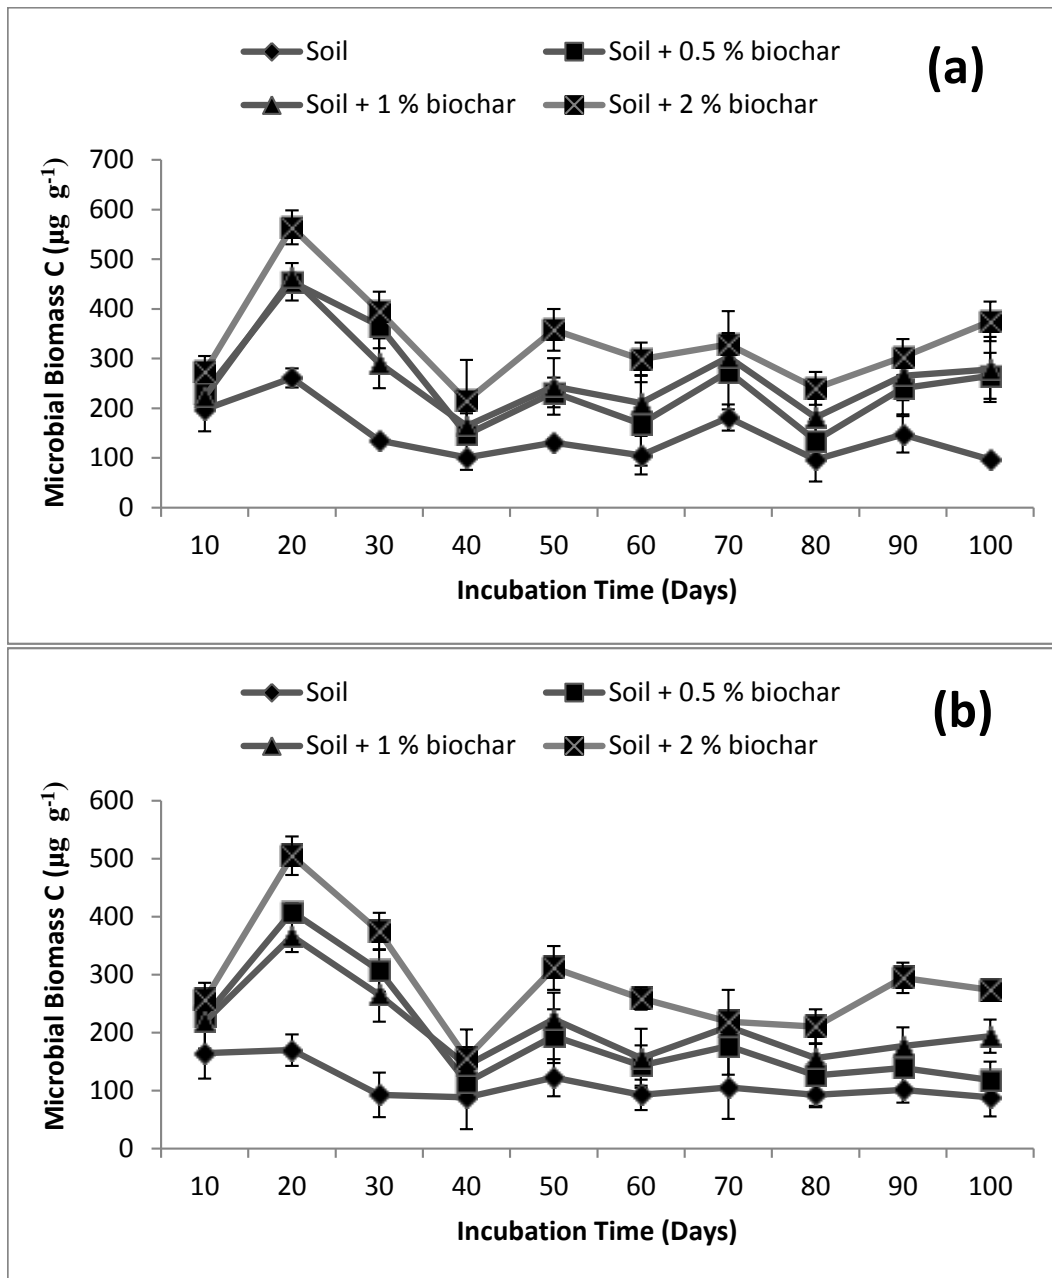 Soil
Soil + 0.5 % biochar
(a)
Soil + 1 % biochar
Soil + 2 % biochar
Microbial Biomass C (µg g-1)
700
600
500
400
300
200
100
0
10 20 30 40 50 60 70 80 90 100
Incubation Time (Days)
Soil
Soil + 0.5 % biochar
(b)
Soil + 1 % biochar
Soil + 2 % biochar
Microbial Biomass C (µg g-1)
600
500
400
300
200
100
0
10 20 30 40 50 60 70 80 90 100
Incubation Time (Days)